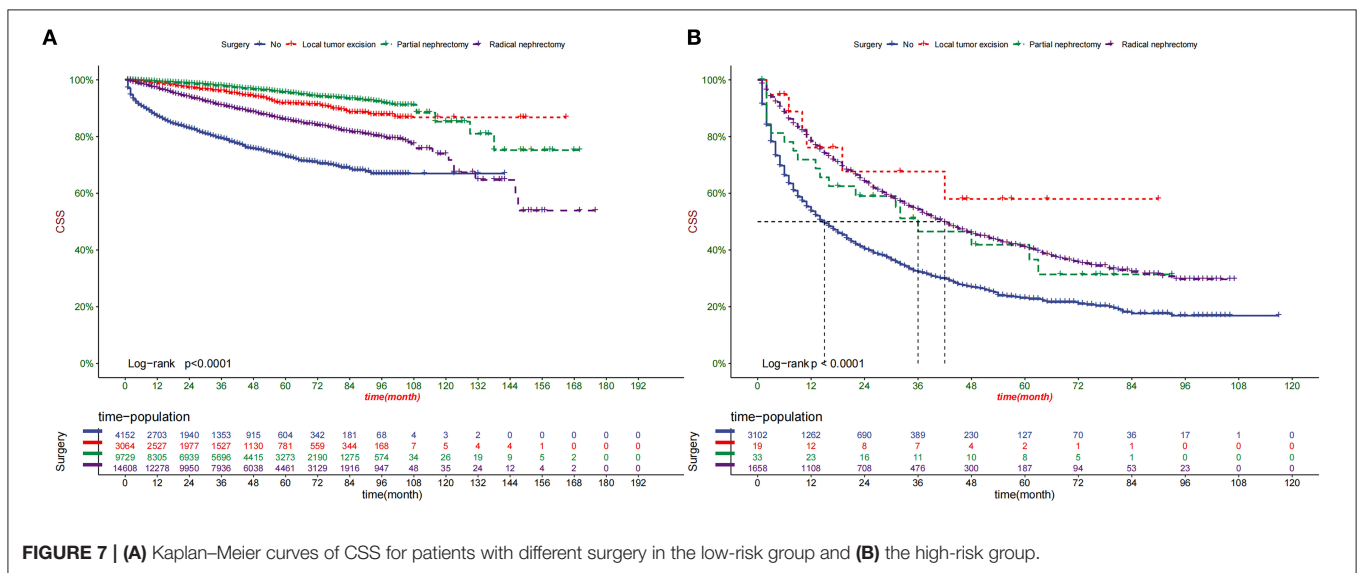 A
Surgery No Local tumor excision Partial nephrectomy Radical nephrectomy
100%
80%
60%
40%
20%
0%
CSS
Log−rank p<0.0001
0 12 24 36 48 60 72 84 96 108 120 132 144 156 168 180 192
time(month)
time−population
Surgery
4152 2703 1940 1353 915 604 342 181 68 4 3 2 0 0 0 0 0
3064 2527 1977 1527 1130 781 559 344 168 7 5 4 4 1 0 0 0
9729 8305 6939 5696 4415 3273 2190 1275 574 34 26 19 9 5 2 0 0
14608 12278 9950 7936 6038 4461 3129 1916 947 48 35 24 12 4 2 0 0
0 12 24 36 48 60 72 84 96 108 120 132 144 156 168 180 192
time(month)
B
Surgery No Local tumor excision Partial nephrectomy Radical nephrectomy
100%
80%
60%
40%
20%
0%
CSS
Log−rank p < 0.0001
0 12 24 36 48 60 72 84 96 108 120
time(month)
time−population
Surgery
3102 1262 690 389 230 127 70 36 17 1 0
19 12 8 7 4 2 1 1 0 0 0
33 23 16 11 10 8 5 1 0 0 0
1658 1108 708 476 300 187 94 53 23 0 0
0 12 24 36 48 60 72 84 96 108 120
time(month)
FIGURE 7 | (A) Kaplan–Meier curves of CSS for patients with different surgery in the low-risk group and (B) the high-risk group.